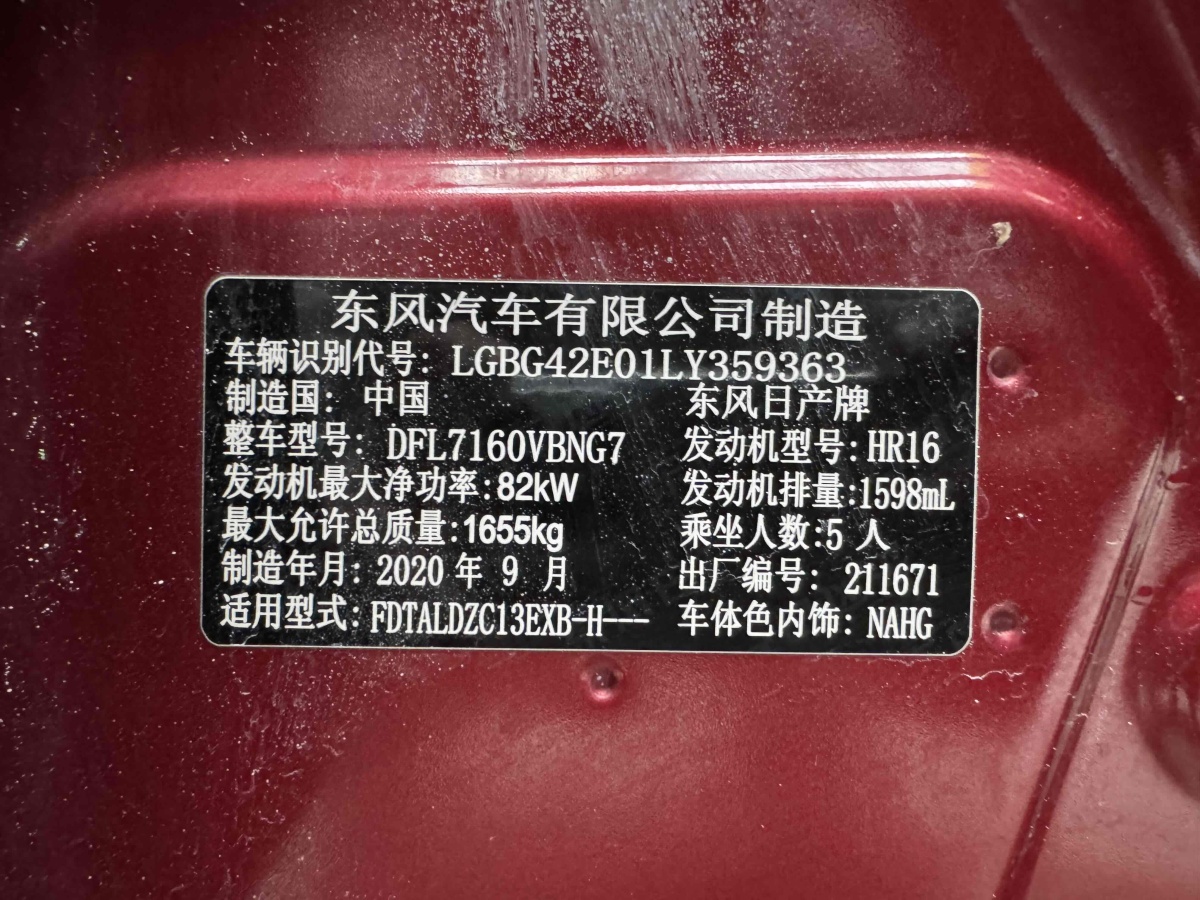 东风汽车有限公司制造
车辆识别代号: LGBG42E01LY359363
制造国: 中国 东风日产牌
整车型号: DFL7160VBNG7 发动机型号: HR16
发动机最大净功率:82kW 发动机排量:1598mL
最大允许总质量:1655kg 乘坐人数:5 人
制造年月: 2020 年 9 月 出厂编号: 211671
适用型式: FDTALDZC13EXB-H--- 车体色内饰: NAHG